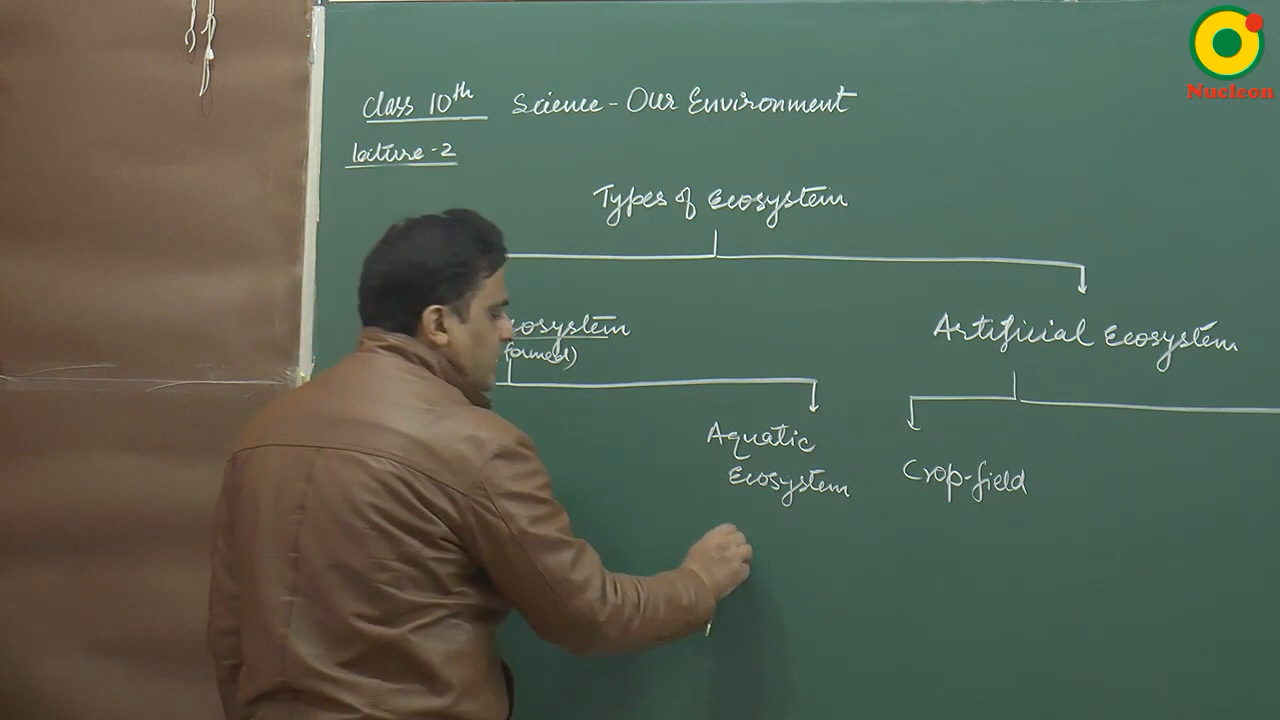 Nucleon
Class 10th Science - Our Environment
Lecture - 2
Types of Ecosystem
cosystem
formed)
Artificial Ecosystem
Aquatic
Ecosystem
Crop-field